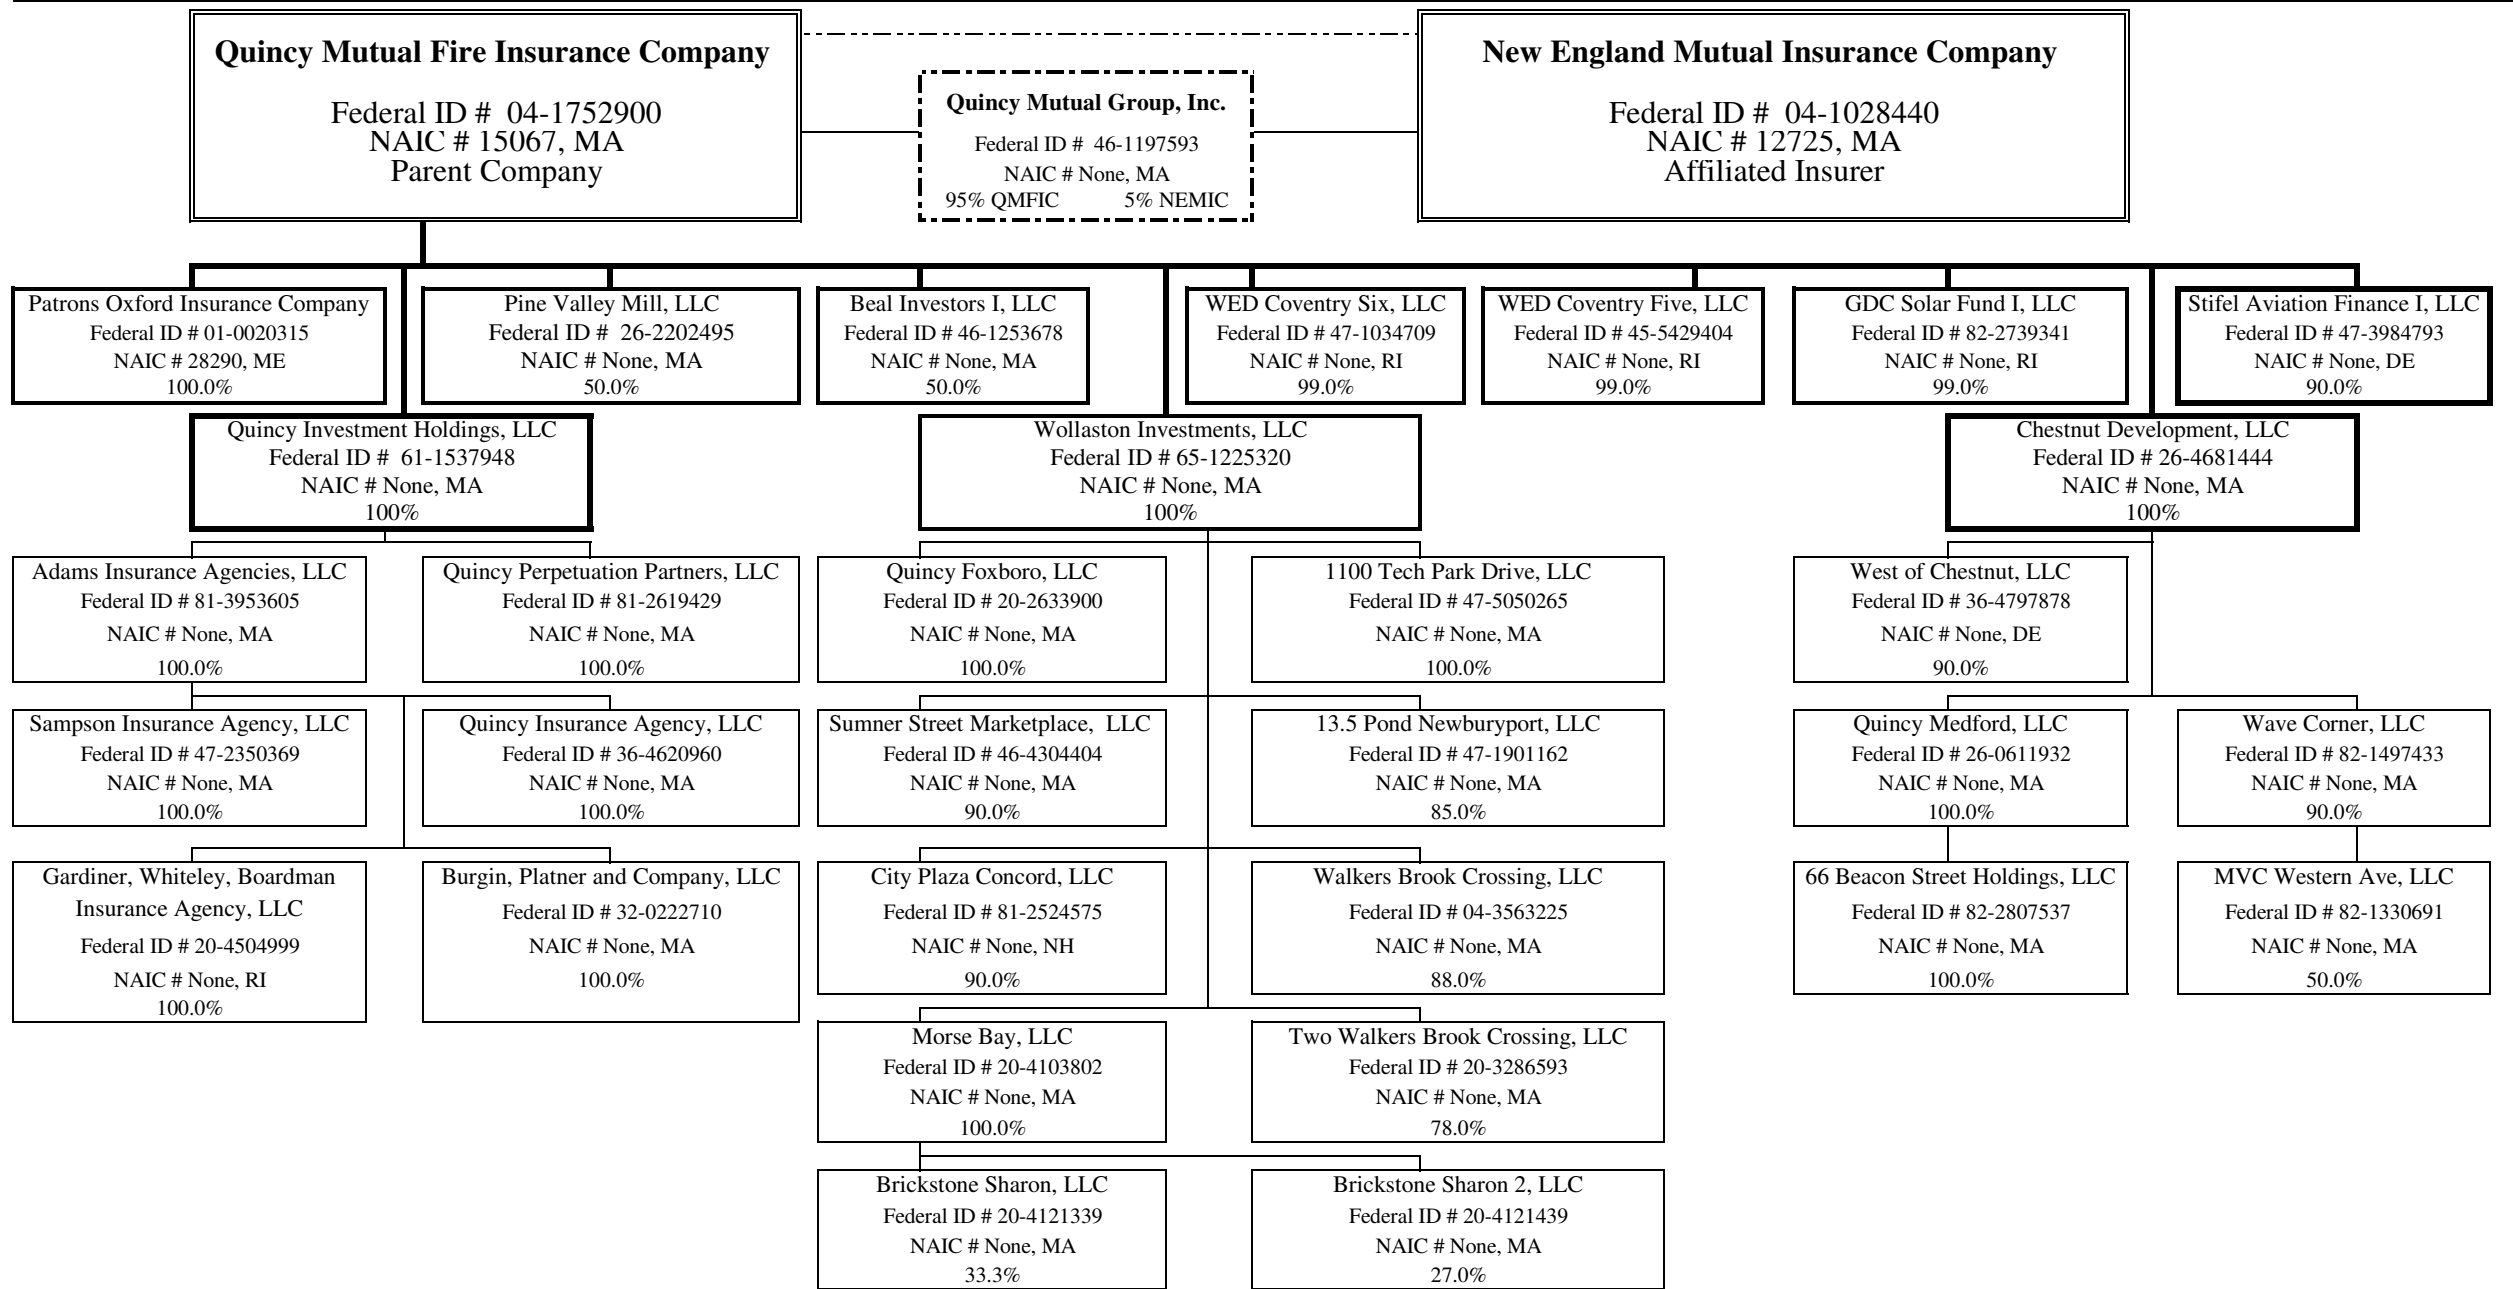 Quincy Mutual Fire Insurance Company
Federal ID #  04-1752900
NAIC # 15067, MA
Parent Company
Quincy Mutual Group, Inc.
Federal ID #  46-1197593
NAIC # None, MA
95% QMFIC 5% NEMIC
New England Mutual Insurance Company
Federal ID #  04-1028440
NAIC # 12725, MA
Affiliated Insurer
Patrons Oxford Insurance Company
Federal ID # 01-0020315
NAIC # 28290, ME
100.0%
Pine Valley Mill, LLC
Federal ID #  26-2202495
NAIC # None, MA
50.0%
Beal Investors I, LLC
Federal ID # 46-1253678
NAIC # None, MA
50.0%
WED Coventry Six, LLC
Federal ID # 47-1034709
NAIC # None, RI
99.0%
WED Coventry Five, LLC
Federal ID # 45-5429404
NAIC # None, RI
99.0%
GDC Solar Fund I, LLC
Federal ID # 82-2739341
NAIC # None, RI
99.0%
Stifel Aviation Finance I, LLC
Federal ID # 47-3984793
NAIC # None, DE
90.0%
Quincy Investment Holdings, LLC
Federal ID #  61-1537948
NAIC # None, MA
100%
Wollaston Investments, LLC
Federal ID # 65-1225320
NAIC # None, MA
100%
Chestnut Development, LLC
Federal ID # 26-4681444
NAIC # None, MA
100%
Adams Insurance Agencies, LLC
Federal ID # 81-3953605
NAIC # None, MA
100.0%
Quincy Perpetuation Partners, LLC
Federal ID # 81-2619429
NAIC # None, MA
100.0%
Quincy Foxboro, LLC
Federal ID # 20-2633900
NAIC # None, MA
100.0%
1100 Tech Park Drive, LLC
Federal ID # 47-5050265
NAIC # None, MA
100.0%
West of Chestnut, LLC
Federal ID # 36-4797878
NAIC # None, DE
90.0%
Sampson Insurance Agency, LLC
Federal ID # 47-2350369
NAIC # None, MA
100.0%
Quincy Insurance Agency, LLC
Federal ID # 36-4620960
NAIC # None, MA
100.0%
Sumner Street Marketplace,  LLC
Federal ID # 46-4304404
NAIC # None, MA
90.0%
13.5 Pond Newburyport, LLC
Federal ID # 47-1901162
NAIC # None, MA
85.0%
Quincy Medford, LLC
Federal ID # 26-0611932
NAIC # None, MA
100.0%
Wave Corner, LLC
Federal ID # 82-1497433
NAIC # None, MA
90.0%
Gardiner, Whiteley, Boardman
Insurance Agency, LLC
Federal ID # 20-4504999
NAIC # None, RI
100.0%
Burgin, Platner and Company, LLC
Federal ID # 32-0222710
NAIC # None, MA
100.0%
City Plaza Concord, LLC
Federal ID # 81-2524575
NAIC # None, NH
90.0%
Walkers Brook Crossing, LLC
Federal ID # 04-3563225
NAIC # None, MA
88.0%
66 Beacon Street Holdings, LLC
Federal ID # 82-2807537
NAIC # None, MA
100.0%
MVC Western Ave, LLC
Federal ID # 82-1330691
NAIC # None, MA
50.0%
Morse Bay, LLC
Federal ID # 20-4103802
NAIC # None, MA
100.0%
Two Walkers Brook Crossing, LLC
Federal ID # 20-3286593
NAIC # None, MA
78.0%
Brickstone Sharon, LLC
Federal ID # 20-4121339
NAIC # None, MA
33.3%
Brickstone Sharon 2, LLC
Federal ID # 20-4121439
NAIC # None, MA
27.0%